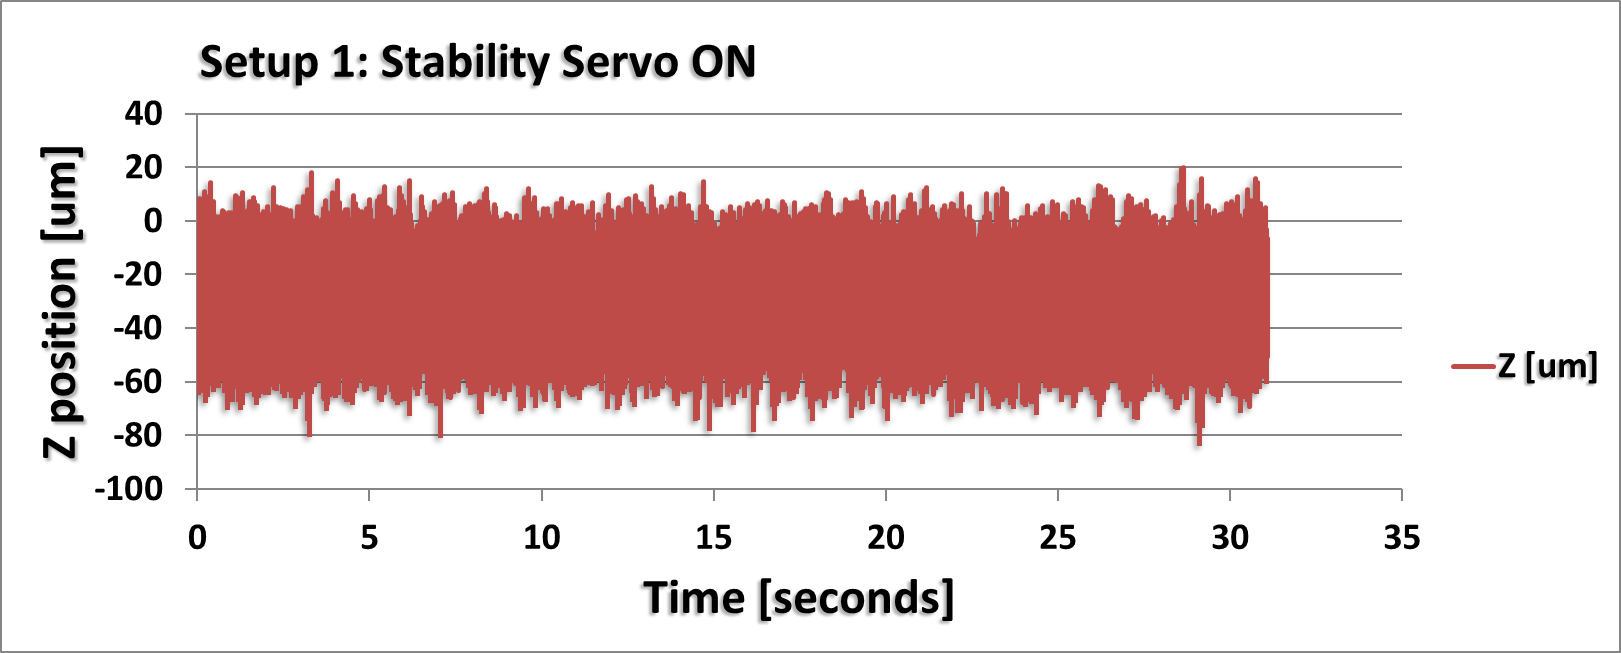 Setup 1: Stability Servo ON
40
20
0
-20
-40
-60
-80
-100
Z position [um]
0 5 10 15 20 25 30 35
Time [seconds]
Z [um]